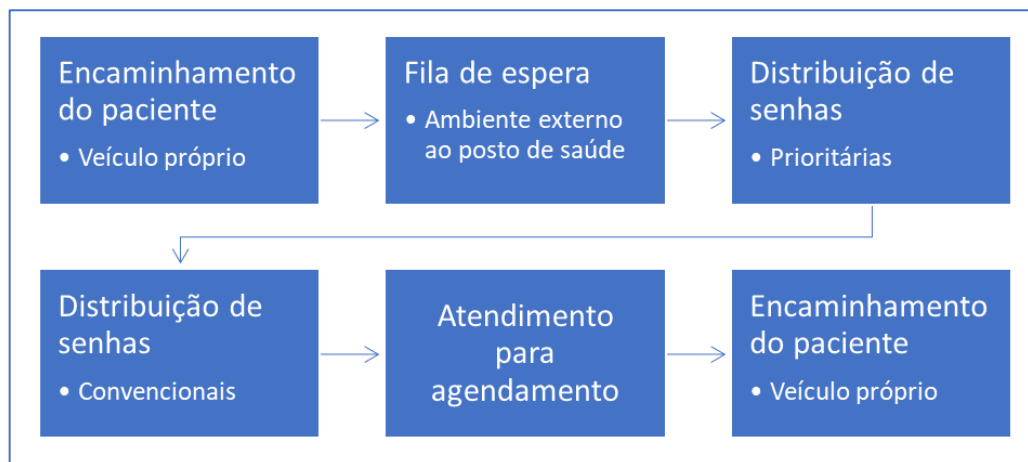 Encaminhamento
do paciente
• Veículo próprio
Fila de espera
• Ambiente externo
ao posto de saúde
Distribuição de
senhas
• Prioritárias
Distribuição de
senhas
• Convencionais
Atendimento
para
agendamento
Encaminhamento
do paciente
• Veículo próprio